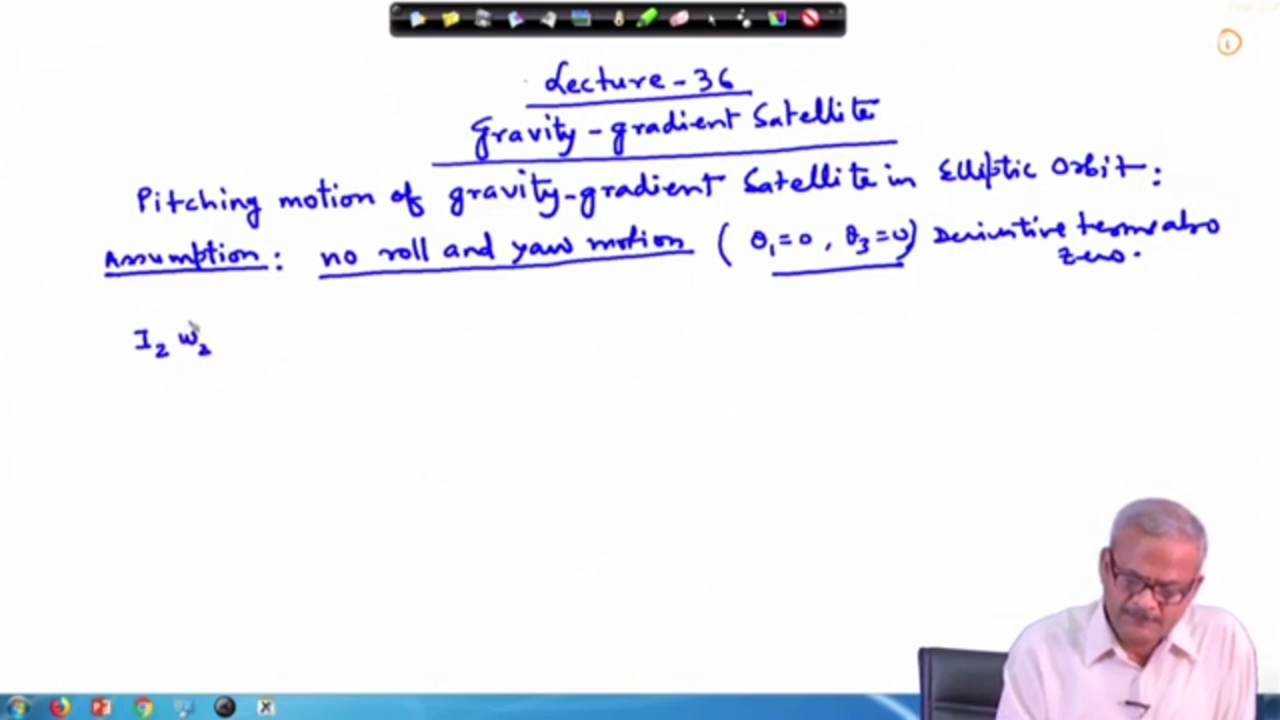 ①
Lecture - 36
Gravity - gradient Satellite
Pitching motion of gravity-gradient Satellite in Elliptic Orbit :
Assumption : no roll and yaw motion ( θ₁=0 , θ₃=0) Derivative terms also
zero.
I₂ ω₂